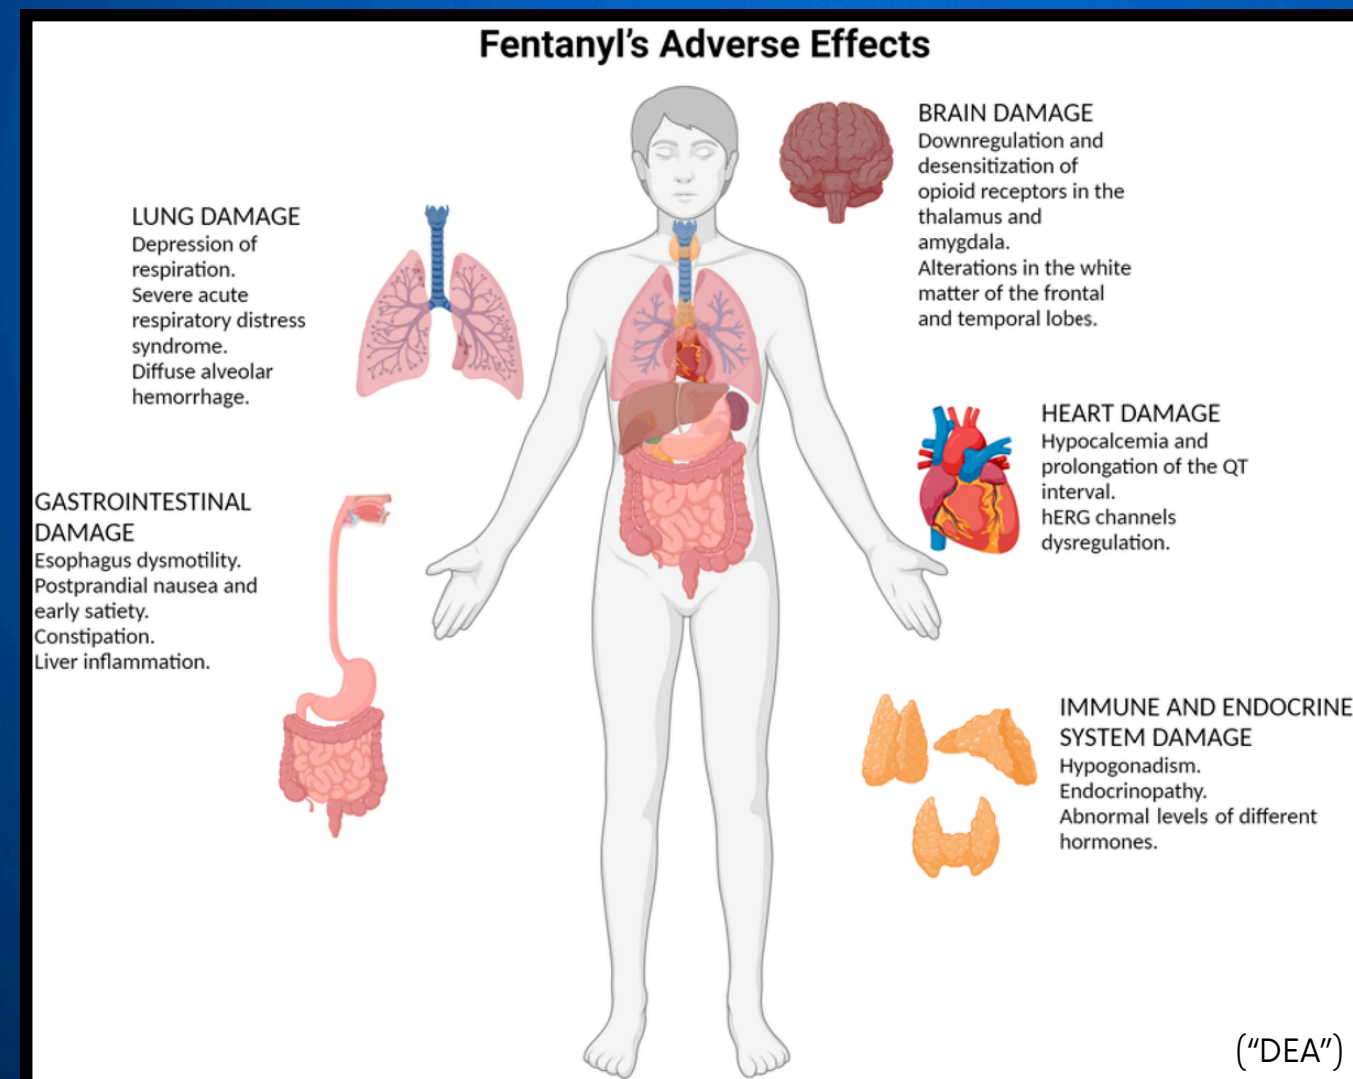 Fentanyl's Adverse Effects
LUNG DAMAGE
Depression of
respiration.
Severe acute
respiratory distress
syndrome.
Diffuse alveolar
hemorrhage.
GASTROINTESTINAL
DAMAGE
Esophagus dysmotility.
Postprandial nausea and
early satiety.
Constipation.
Liver inflammation.
BRAIN DAMAGE
Downregulation and
desensitization of
opioid receptors in the
thalamus and
amygdala.
Alterations in the white
matter of the frontal
and temporal lobes.
HEART DAMAGE
Hypocalcemia and
prolongation of the QT
interval.
hERG channels
dysregulation.
IMMUNE AND ENDOCRINE
SYSTEM DAMAGE
Hypogonadism.
Endocrinopathy.
Abnormal levels of different
hormones.
(“DEA”)